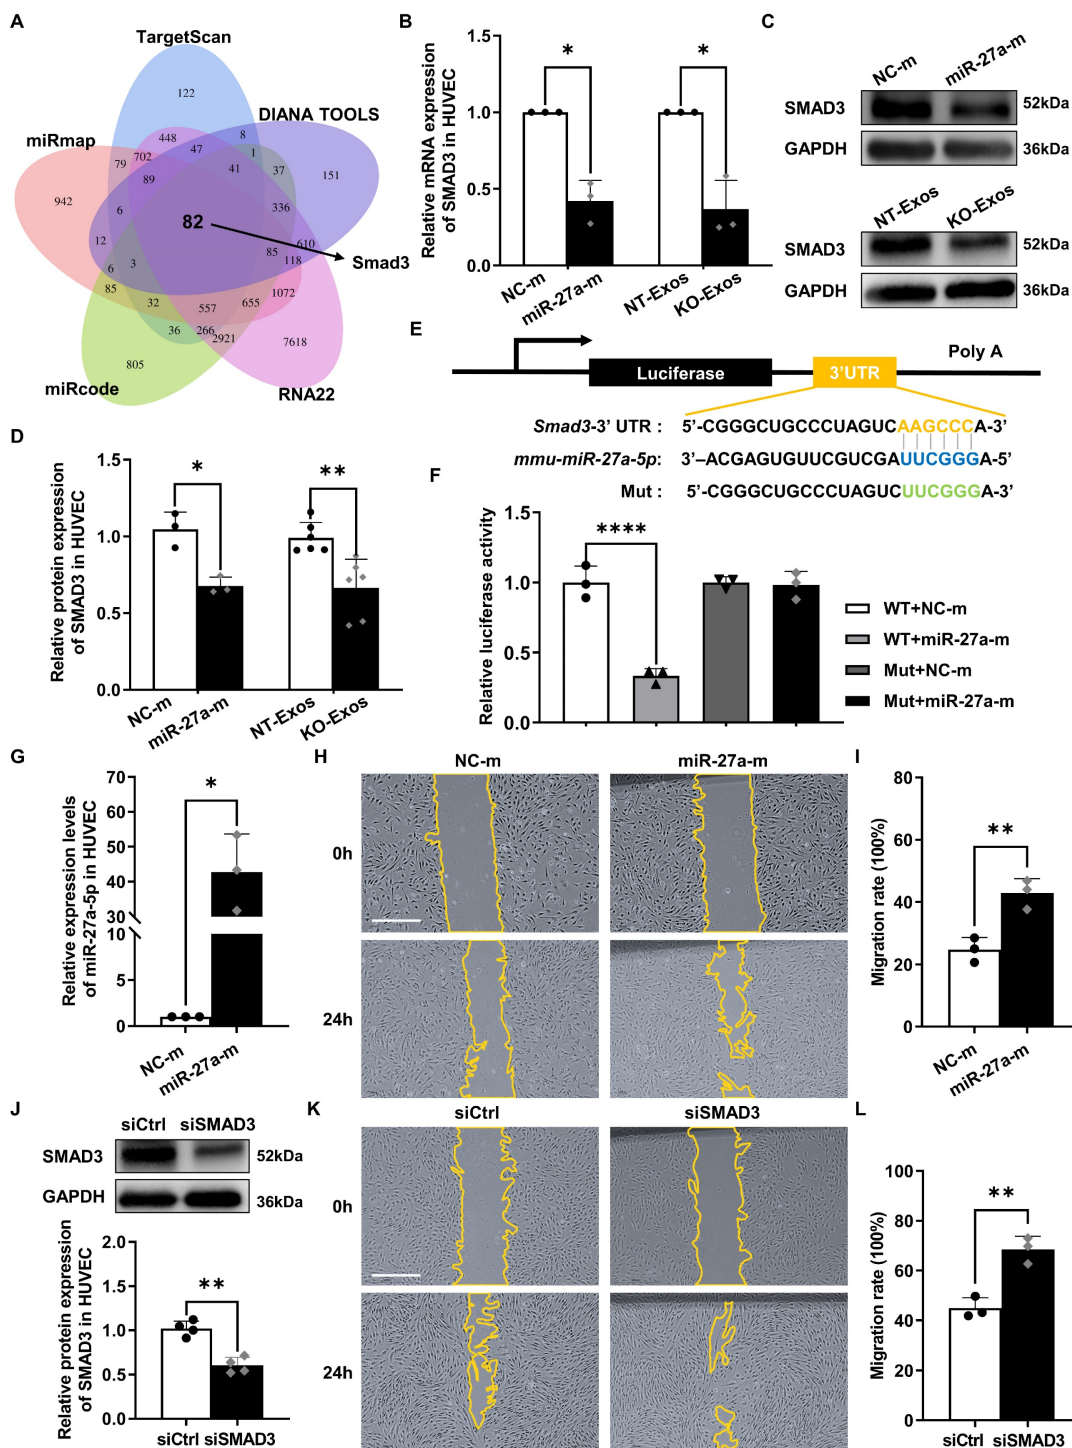 A
TargetScan
122
DIANA TOOLS
miRmap
448
8
702
47
1
79
41
37
151
89
942
336
6
82
12
610
85
118
Smad3
6
3
85
1072
32
557
655
36
266
2921
7618
805
miRcode
RNA22
B
Relative mRNA expression
of SMAD3 in HUVEC
1.5
1.0
0.5
0.0
*
*
NC-m
miR-27a-m
NT-Exos
KO-Exos
C
NC-m
miR-27a-m
SMAD3
52kDa
GAPDH
36kDa
NT-Exos
KO-Exos
SMAD3
52kDa
GAPDH
36kDa
D
Relative protein expression
of SMAD3 in HUVEC
1.5
1.0
0.5
0.0
*
**
NC-m
miR-27a-m
NT-Exos
KO-Exos
E
Luciferase
3'UTR
Poly A
Smad3-3' UTR : 5'-CGGGCUGCCCUAGUCAAGCCCA-3'
mmu-miR-27a-5p: 3'–ACGAGUGUUCGUCGAUUCGGGA-5'
Mut : 5'-CGGGCUGCCCUAGUCUUCGGGA-3'
F
Relative luciferase activity
1.5
1.0
0.5
0.0
****
WT+NC-m
WT+miR-27a-m
Mut+NC-m
Mut+miR-27a-m
G
Relative expression levels
of miR-27a-5p in HUVEC
70
60
50
40
30
10
5
0
*
NC-m
miR-27a-m
H
NC-m
miR-27a-m
0h
24h
I
Migration rate (100%)
80
60
40
20
0
**
NC-m
miR-27a-m
J
siCtrl siSMAD3
SMAD3
52kDa
GAPDH
36kDa
Relative protein expression
of SMAD3 in HUVEC
2.0
1.5
1.0
0.5
0.0
**
siCtrl siSMAD3
K
siCtrl
siSMAD3
0h
24h
L
Migration rate (100%)
100
80
60
40
20
0
**
siCtrl siSMAD3